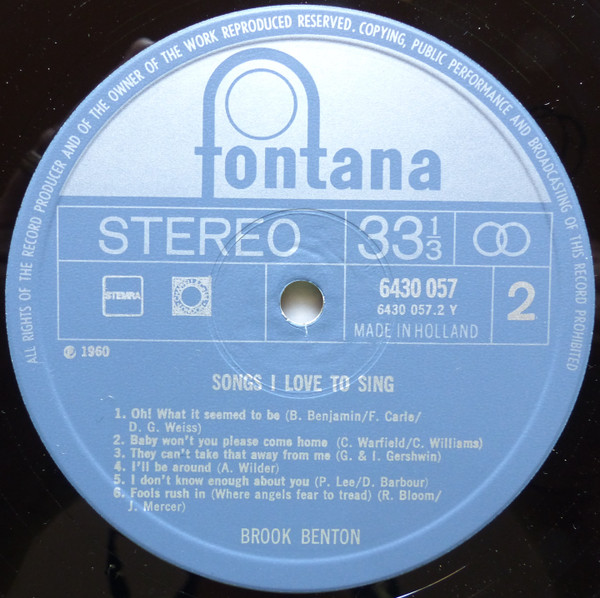 ALL RIGHTS OF THE RECORD PRODUCER AND OF THE OWNER OF THE WORK REPRODUCED RESERVED. COPYING, PUBLIC PERFORMANCE AND BROADCASTING OF THIS RECORD PROHIBITED
fontana
STEREO 33 1/3
STEMRA 6430 057 2
6430 057.2 Y
MADE IN HOLLAND
℗ 1960
SONGS I LOVE TO SING
1. Oh! What it seemed to be (B. Benjamin/F. Carle/
D. G. Weiss)
2. Baby won't you please come home (C. Warfield/C. Williams)
3. They can't take that away from me (G. & I. Gershwin)
4. I'll be around (A. Wilder)
5. I don't know enough about you (P. Lee/D. Barbour)
6. Fools rush in (Where angels fear to tread) (R. Bloom/
J. Mercer)
BROOK BENTON